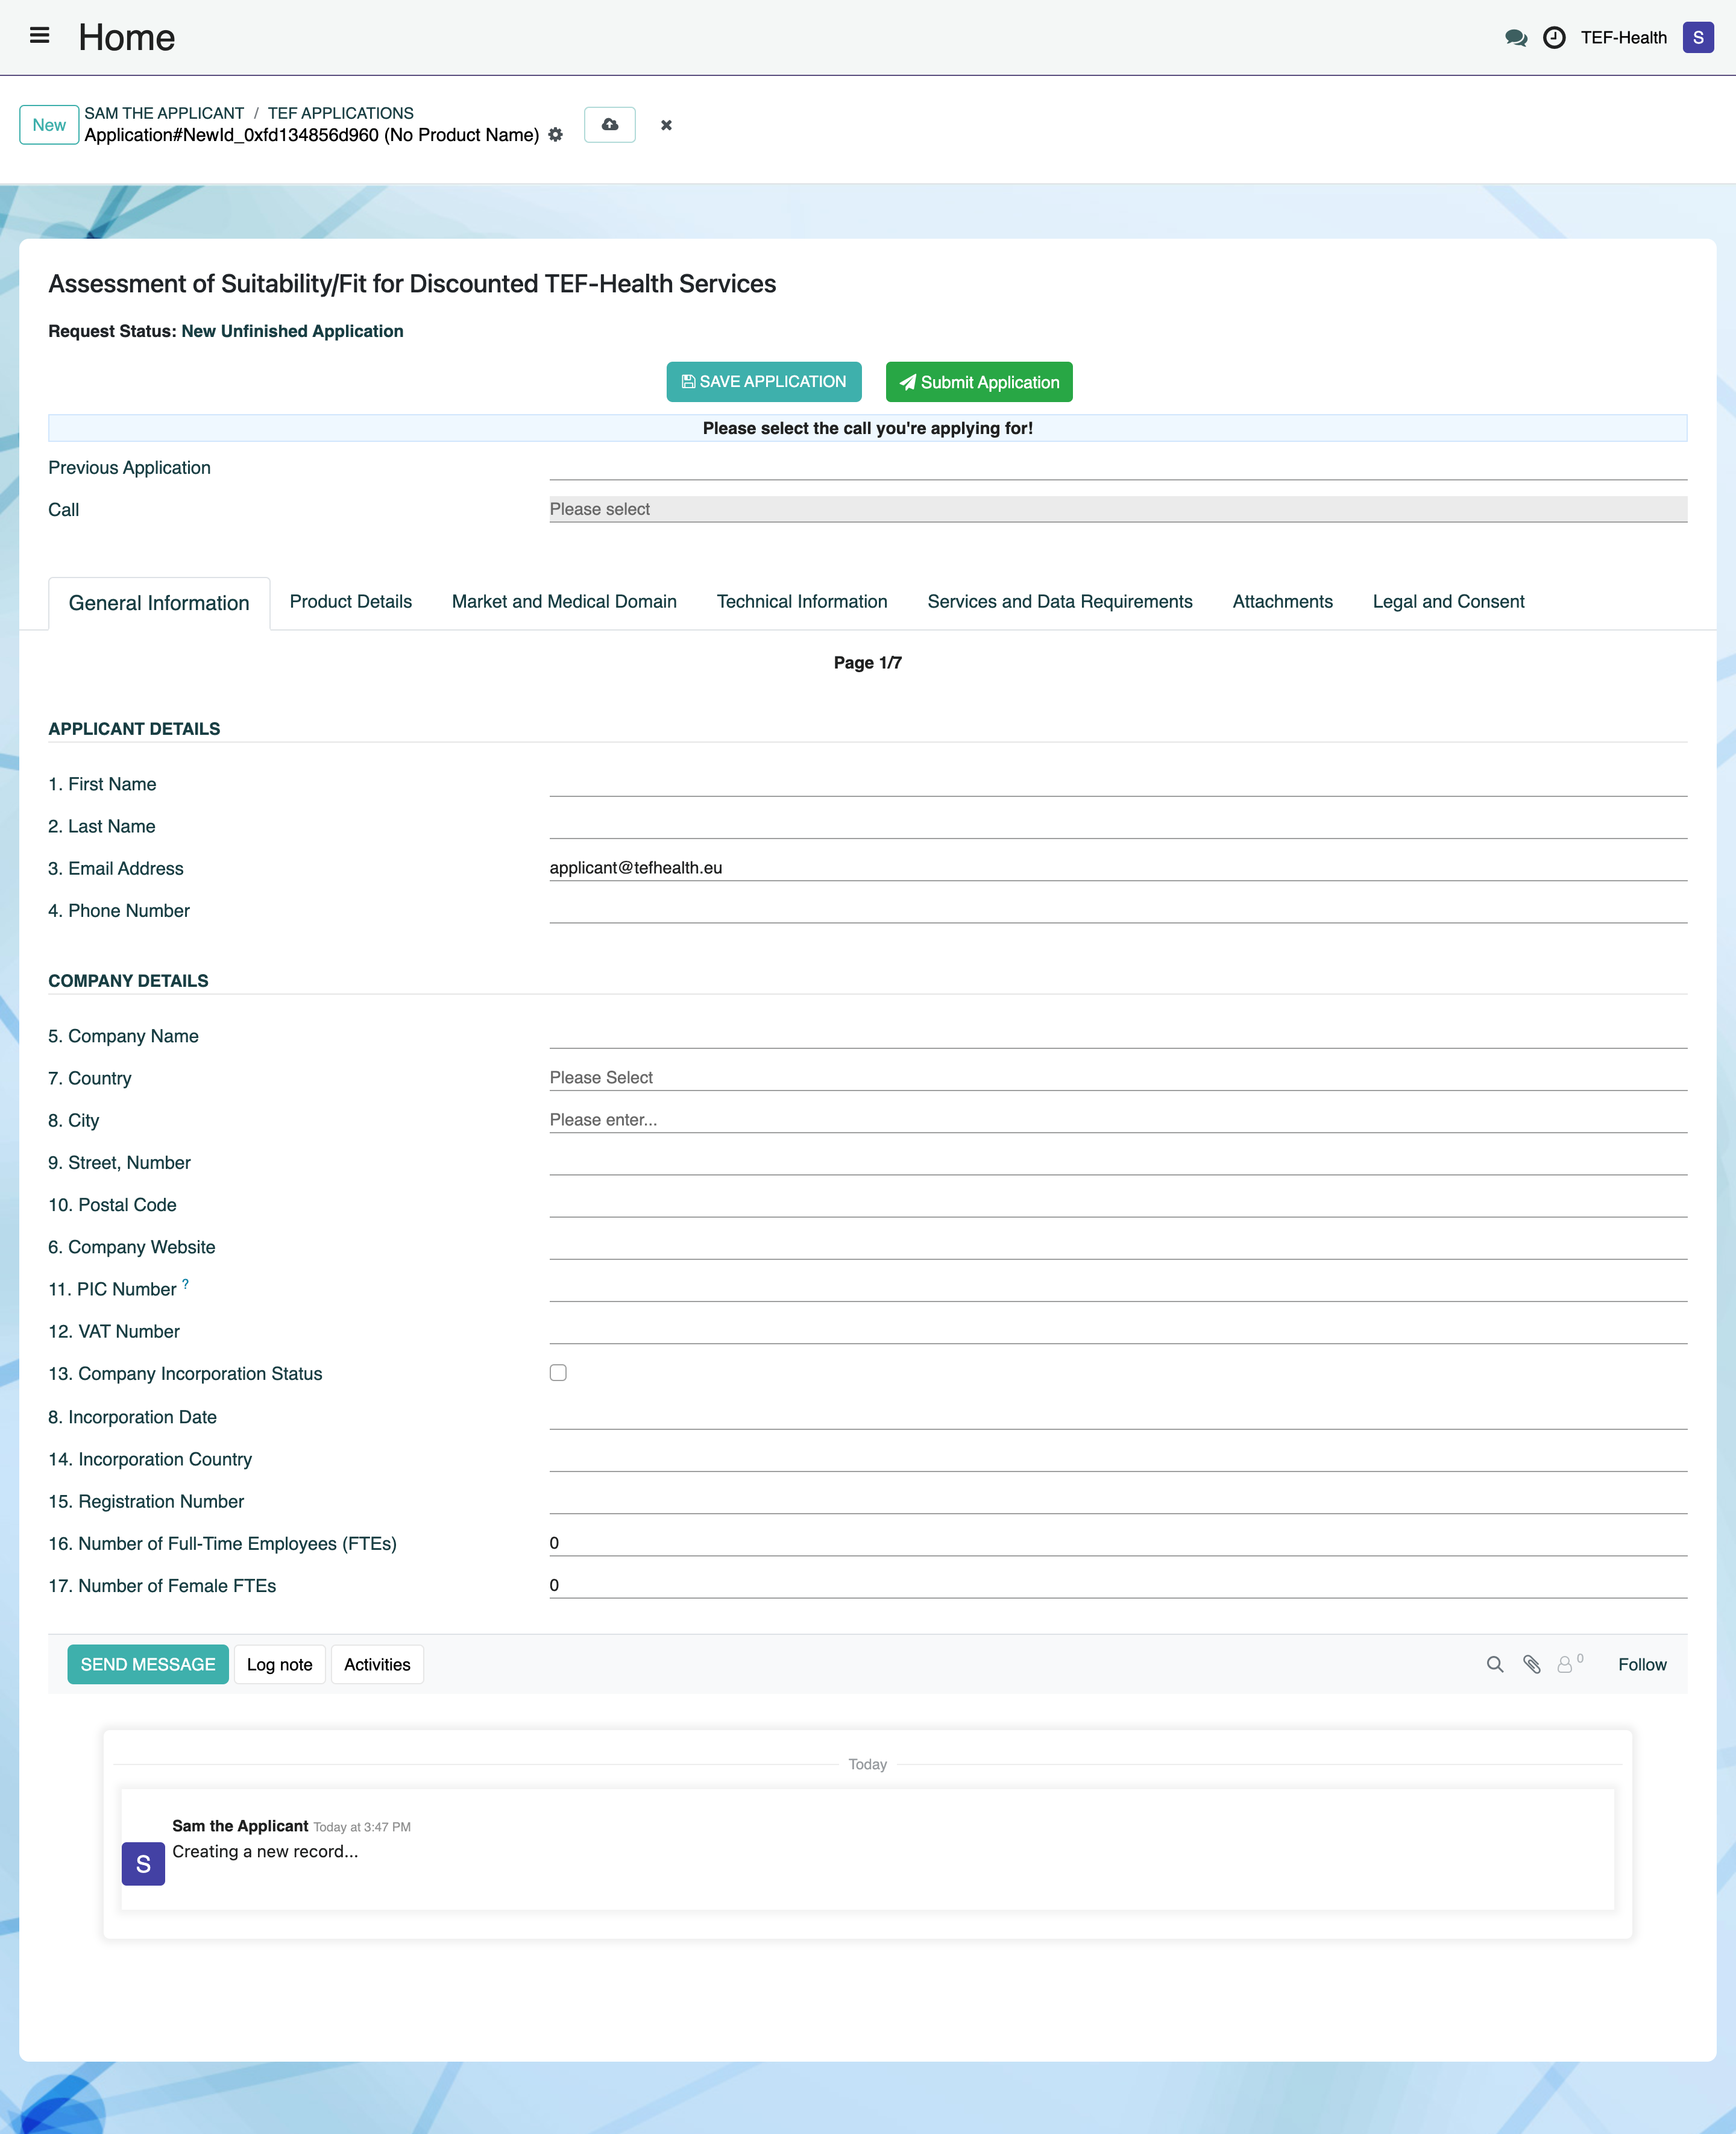 Home
TEF-Health
S
New
SAM THE APPLICANT / TEF APPLICATIONS
Application#NewId_0xfd134856d960 (No Product Name)
Assessment of Suitability/Fit for Discounted TEF-Health Services
Request Status: New Unfinished Application
SAVE APPLICATION
Submit Application
Please select the call you're applying for!
Previous Application
Call
Please select
General Information
Product Details
Market and Medical Domain
Technical Information
Services and Data Requirements
Attachments
Legal and Consent
Page 1/7
APPLICANT DETAILS
1. First Name
2. Last Name
3. Email Address
applicant@tefhealth.eu
4. Phone Number
COMPANY DETAILS
5. Company Name
7. Country
Please Select
8. City
Please enter...
9. Street, Number
10. Postal Code
6. Company Website
11. PIC Number ?
12. VAT Number
13. Company Incorporation Status
8. Incorporation Date
14. Incorporation Country
15. Registration Number
16. Number of Full-Time Employees (FTEs)
0
17. Number of Female FTEs
0
SEND MESSAGE
Log note
Activities
0
Follow
Today
Sam the Applicant Today at 3:47 PM
S
Creating a new record...